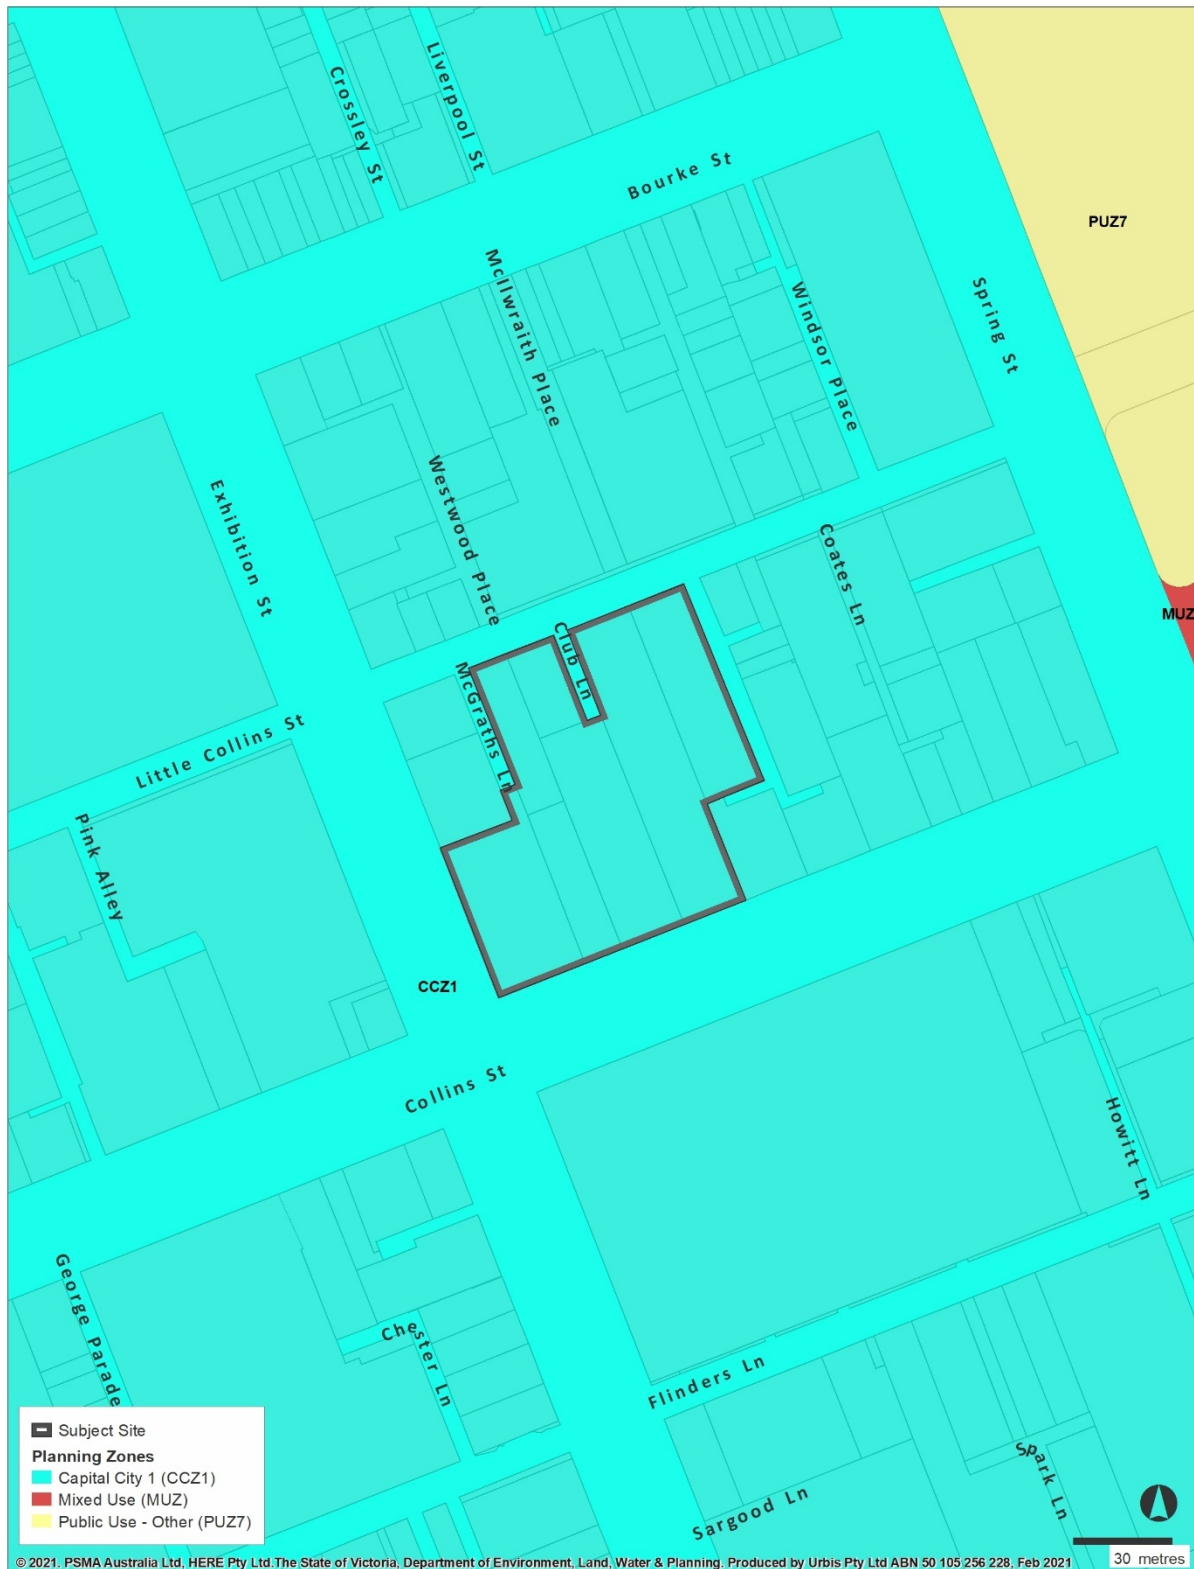 Crossley St
Liverpool St
Bourke St
PUZ7
McIlwraith Place
Windsor Place
Spring St
Westwood Place
Exhibition St
Coates Ln
MUZ
Club Ln
McGraths Ln
Little Collins St
Pink Alley
CCZ1
Collins St
Howitt Ln
George Parade
Chester Ln
Flinders Ln
Spark Ln
Sargood Ln
Subject Site
Planning Zones
Capital City 1 (CCZ1)
Mixed Use (MUZ)
Public Use - Other (PUZ7)
30 metres
© 2021. PSMA Australia Ltd, HERE Pty Ltd.The State of Victoria, Department of Environment, Land, Water & Planning. Produced by Urbis Pty Ltd ABN 50 105 256 228, Feb 2021